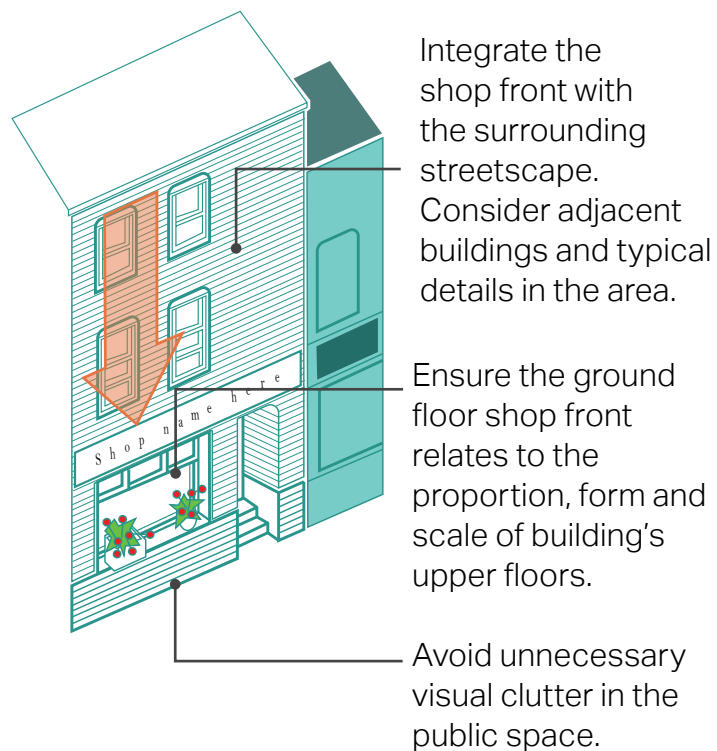 Integrate the
shop front with
the surrounding
streetscape.
Consider adjacent
buildings and typical
details in the area.
Shop name here
Ensure the ground
floor shop front
relates to the
proportion, form and
scale of building’s
upper floors.
Avoid unnecessary
visual clutter in the
public space.